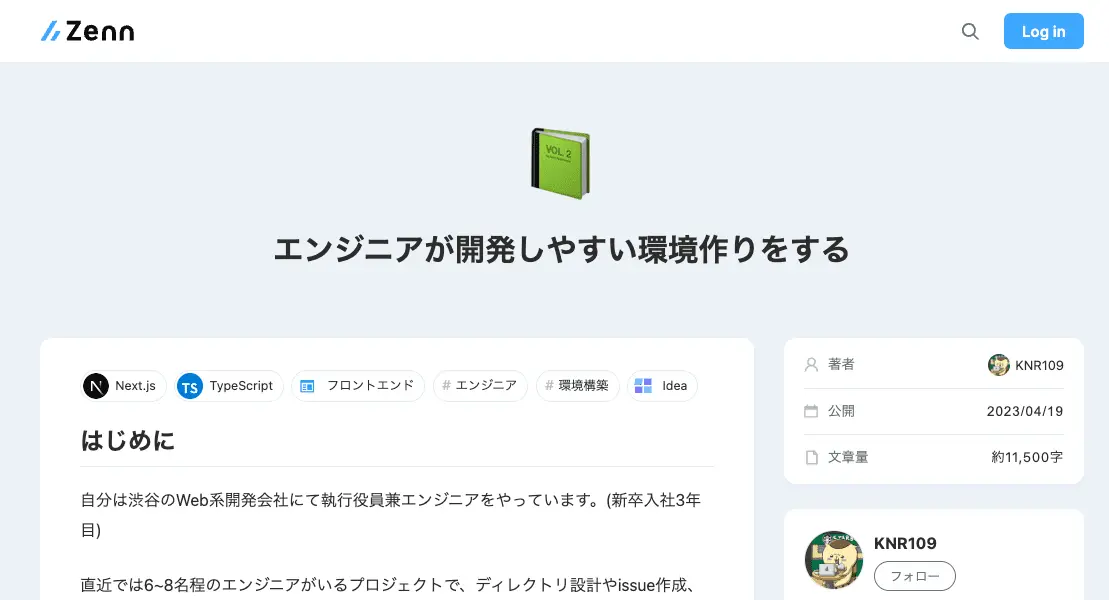 Zenn
Log in
VOL. 2
エンジニアが開発しやすい環境作りをする
Next.js
TypeScript
フロントエンド
# エンジニア
# 環境構築
Idea
はじめに
自分は渋谷のWeb系開発会社にて執行役員兼エンジニアをやっています。(新卒入社3年
目)
直近では6~8名程のエンジニアがいるプロジェクトで、ディレクトリ設計やissue作成、
著者 KNR109
公開 2023/04/19
文章量 約11,500字
KNR109
フォロー